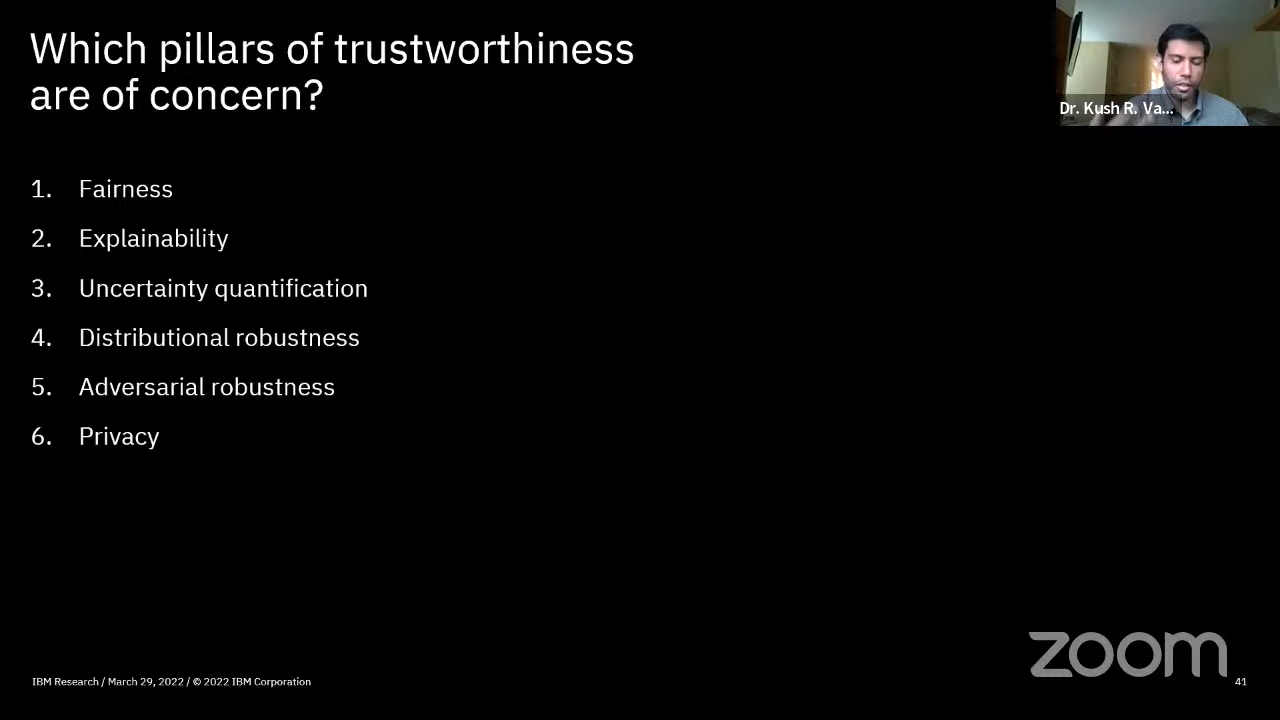 Which pillars of trustworthiness
are of concern?
Dr. Kush R. Va...
1. Fairness
2. Explainability
3. Uncertainty quantification
4. Distributional robustness
5. Adversarial robustness
6. Privacy
zoom
IBM Research / March 29, 2022 / © 2022 IBM Corporation
41